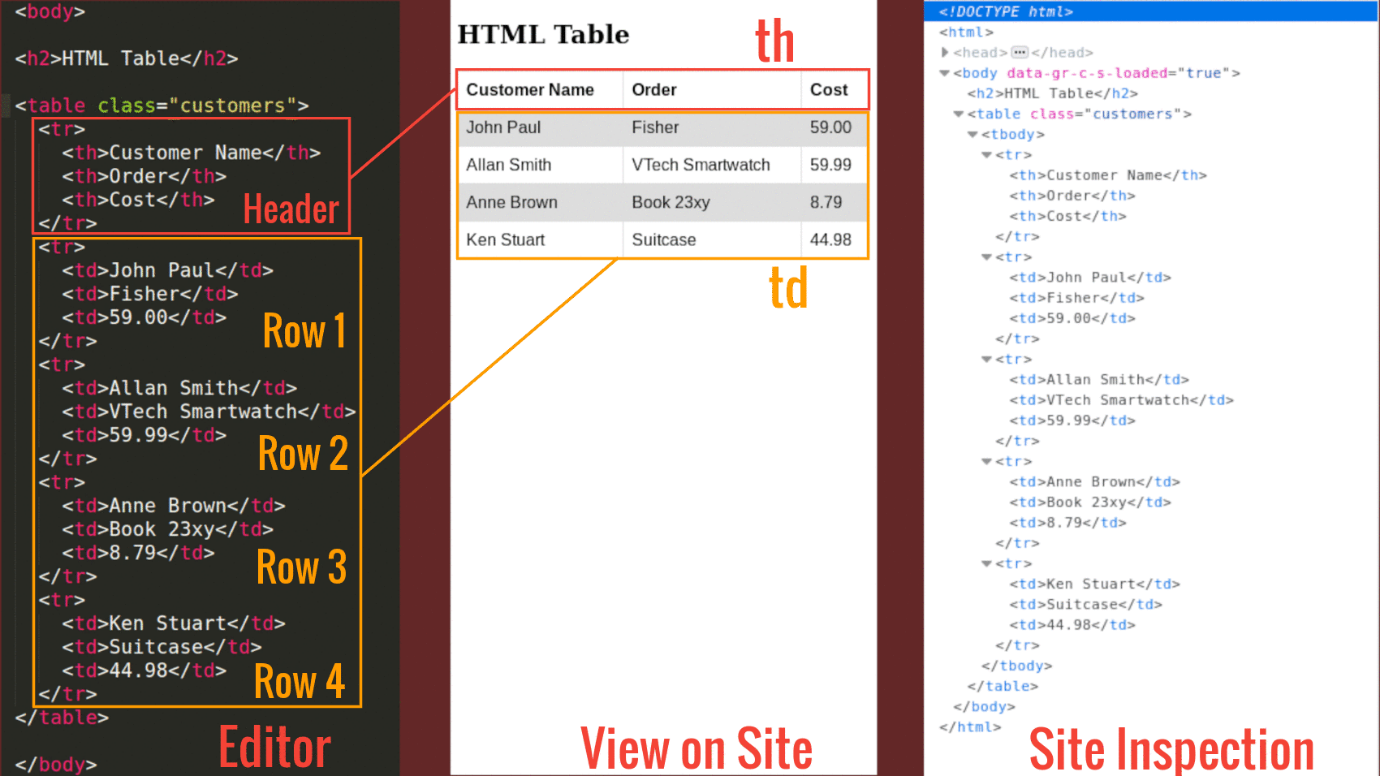 <body>
<h2>HTML Table</h2>
<table class="customers">
<tr>
<th>Customer Name</th>
<th>Order</th>
<th>Cost</th>
</tr>
Header
<tr>
<td>John Paul</td>
<td>Fisher</td>
<td>59.00</td>
</tr>
Row 1
<tr>
<td>Allan Smith</td>
<td>VTech Smartwatch</td>
<td>59.99</td>
</tr>
Row 2
<tr>
<td>Anne Brown</td>
<td>Book 23xy</td>
<td>8.79</td>
</tr>
Row 3
<tr>
<td>Ken Stuart</td>
<td>Suitcase</td>
<td>44.98</td>
</tr>
Row 4
</table>
</body>
Editor
HTML Table
th
Customer Name Order Cost
John Paul Fisher 59.00
Allan Smith VTech Smartwatch 59.99
Anne Brown Book 23xy 8.79
Ken Stuart Suitcase 44.98
td
View on Site
<!DOCTYPE html>
<html>
<head>•••</head>
<body data-gr-c-s-loaded="true">
<h2>HTML Table</h2>
<table class="customers">
<tbody>
<tr>
<th>Customer Name</th>
<th>Order</th>
<th>Cost</th>
</tr>
<tr>
<td>John Paul</td>
<td>Fisher</td>
<td>59.00</td>
</tr>
<tr>
<td>Allan Smith</td>
<td>VTech Smartwatch</td>
<td>59.99</td>
</tr>
<tr>
<td>Anne Brown</td>
<td>Book 23xy</td>
<td>8.79</td>
</tr>
<tr>
<td>Ken Stuart</td>
<td>Suitcase</td>
<td>44.98</td>
</tr>
</tbody>
</table>
</body>
</html>
Site Inspection